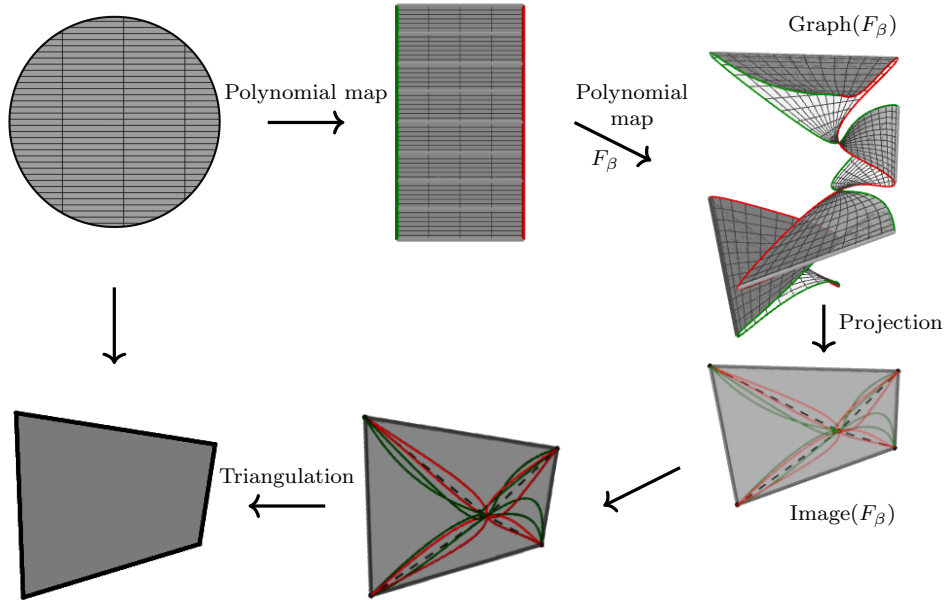 Graph(F_β)
Polynomial map
Polynomial
map
F_β
Projection
Triangulation
Image(F_β)